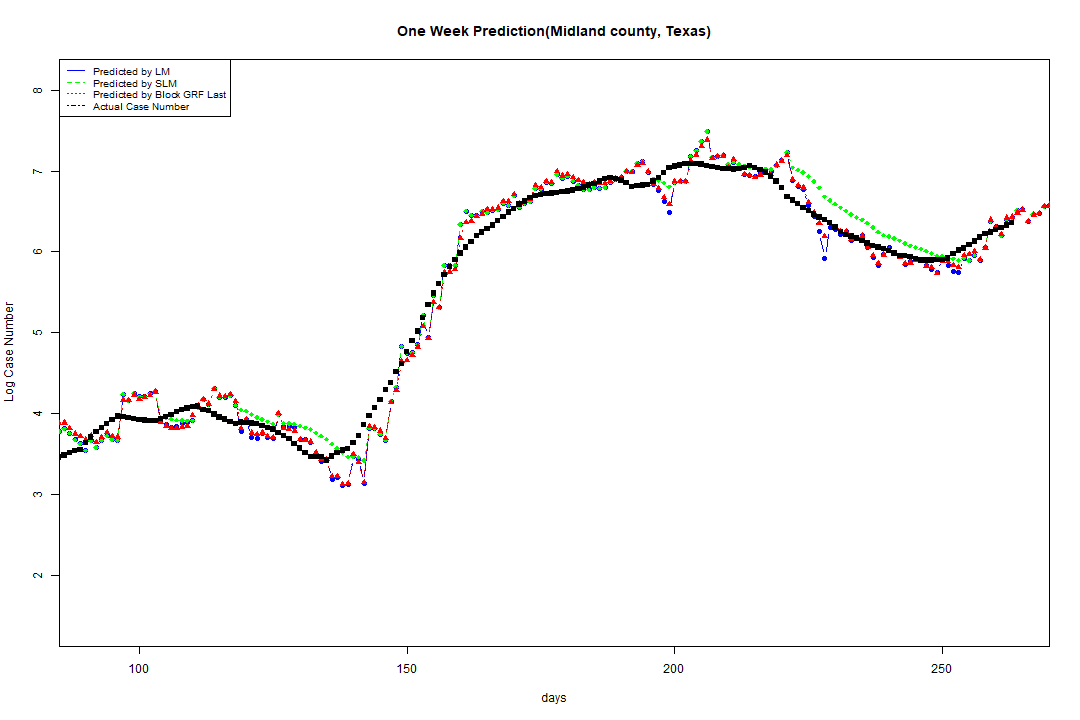 One Week Prediction(Midland county, Texas)
Predicted by LM
Predicted by SLM
Predicted by Block GRF Last
Actual Case Number
8
7
6
5
4
3
2
Log Case Number
100 150 200 250
days